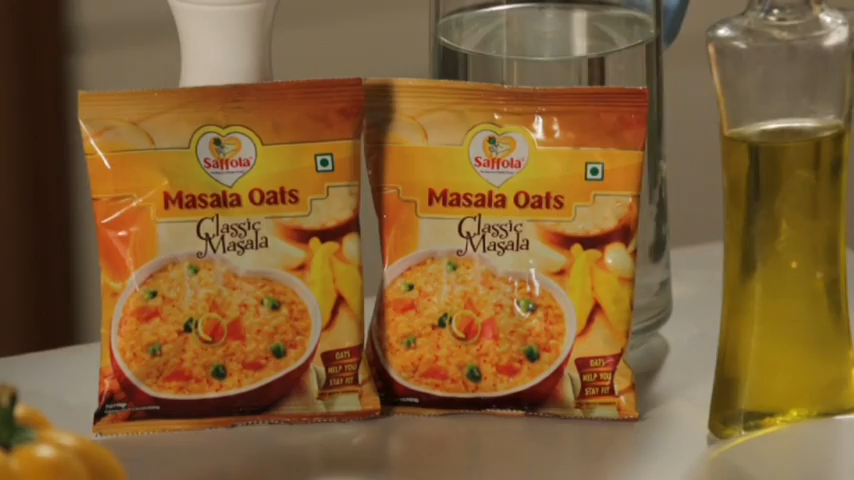 Saffola
Masala Oats
Classic
Masala
OATS
HELP YOU
STAY FIT
Saffola
Masala Oats
Classic
Masala
OATS
HELP YOU
STAY FIT